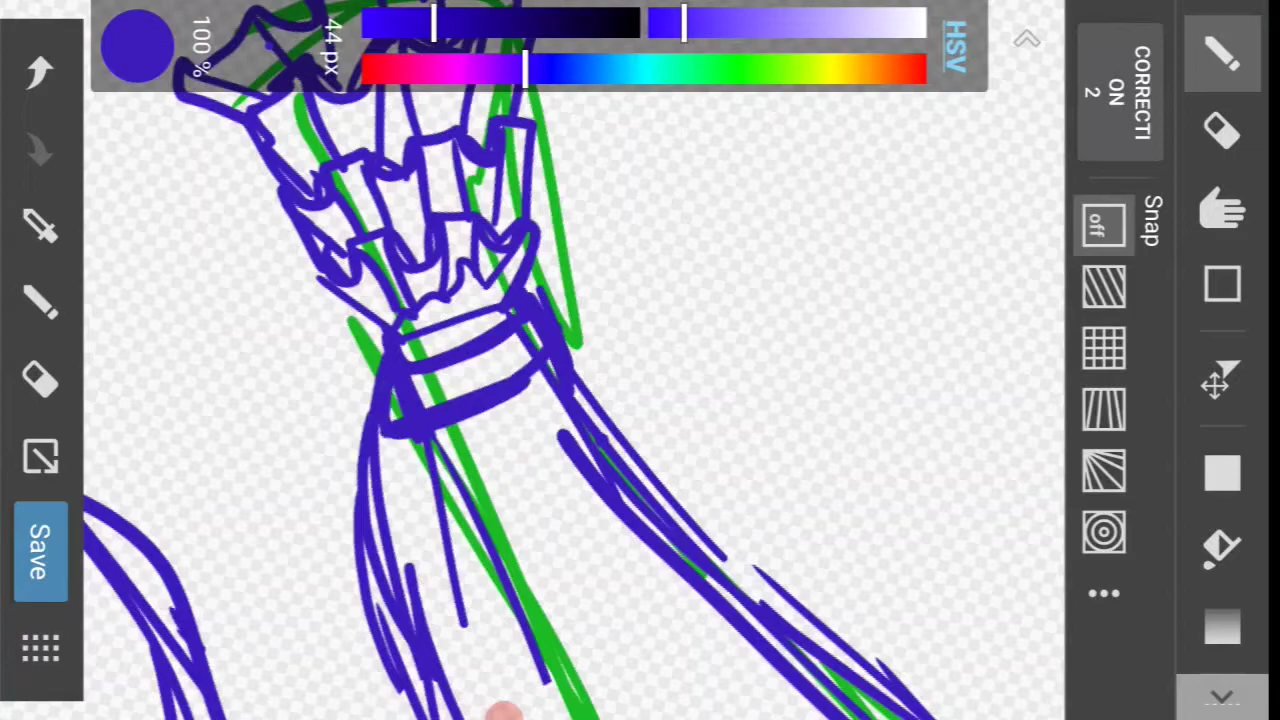 HSV
44 px
100 %
CORRECTI
ON
2
Snap
off
Save